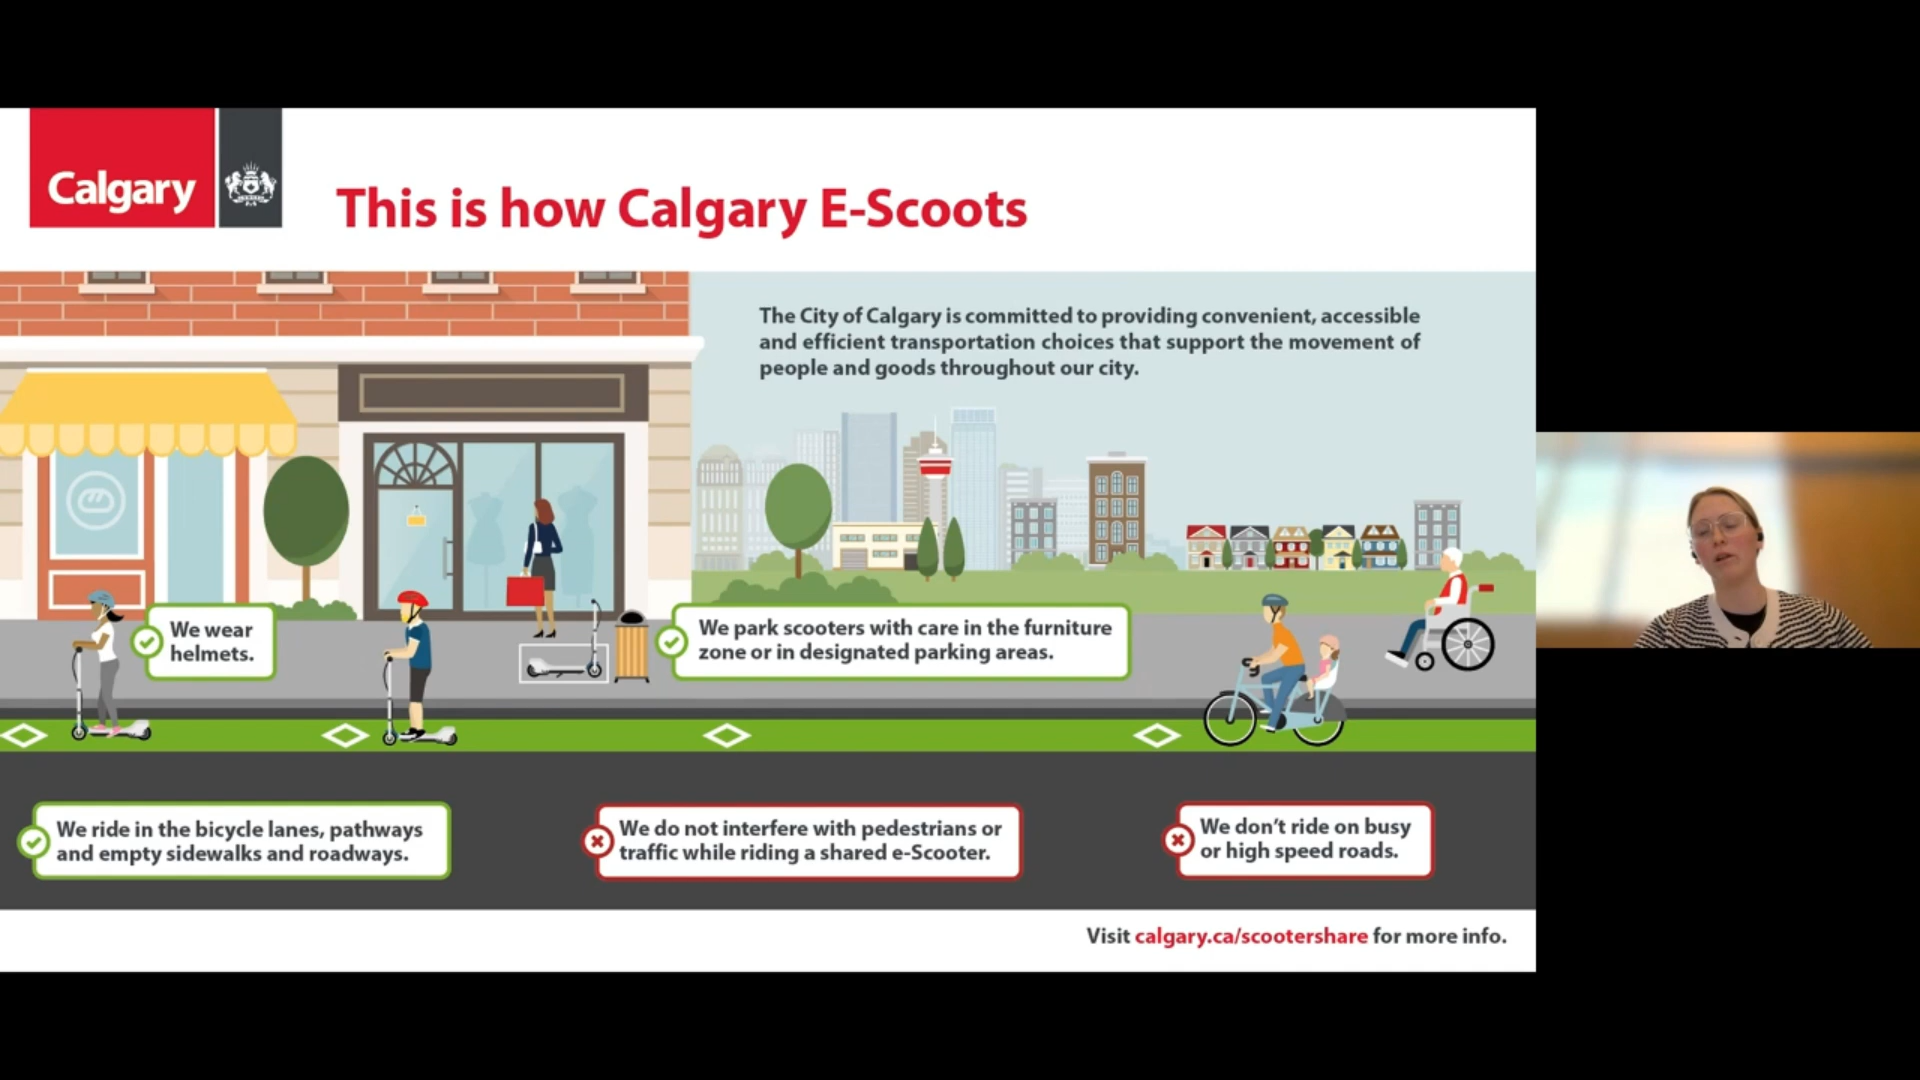 Calgary
This is how Calgary E-Scoots
The City of Calgary is committed to providing convenient, accessible
and efficient transportation choices that support the movement of
people and goods throughout our city.
We wear
helmets.
We park scooters with care in the furniture
zone or in designated parking areas.
We ride in the bicycle lanes, pathways
and empty sidewalks and roadways.
We do not interfere with pedestrians or
traffic while riding a shared e-Scooter.
We don't ride on busy
or high speed roads.
Visit calgary.ca/scootershare for more info.